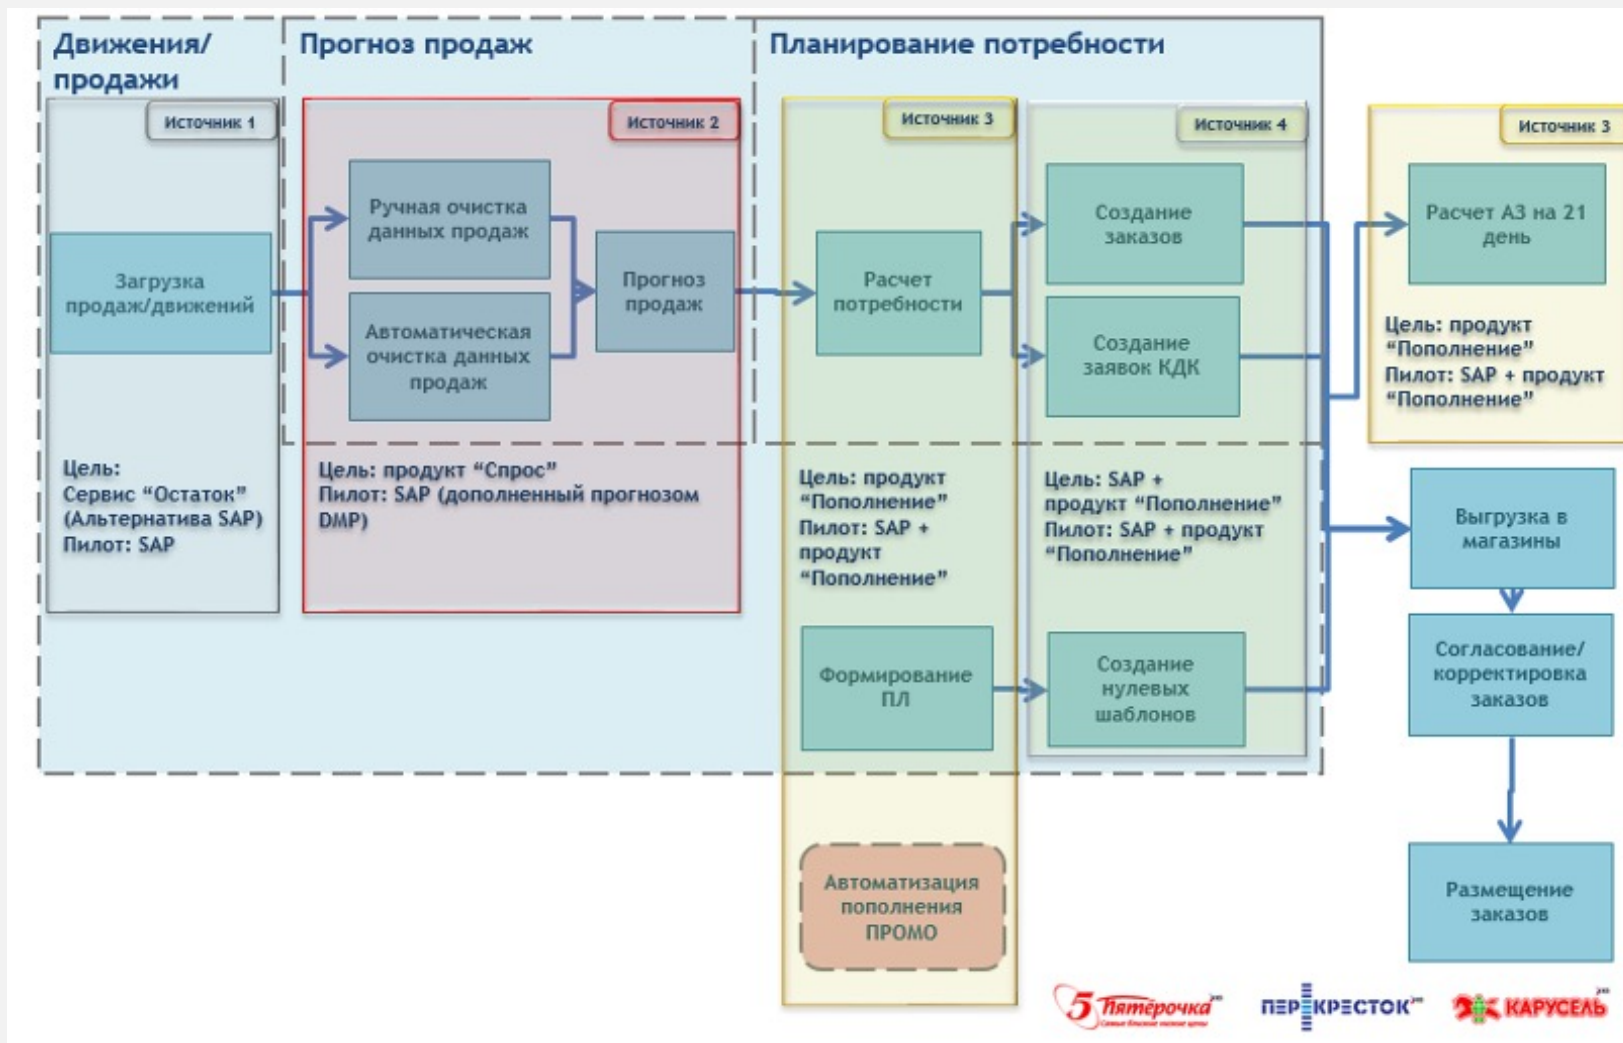 Движения/
продажи
Прогноз продаж
Планирование потребности
Источник 1
Источник 2
Источник 3
Источник 4
Источник 3
Загрузка
продаж/движений
Ручная очистка
данных продаж
Автоматическая
очистка данных
продаж
Прогноз
продаж
Расчет
потребности
Создание
заказов
Создание
заявок КДК
Расчет АЗ на 21
день
Цель: продукт
“Пополнение”
Пилот: SAP + продукт
“Пополнение”
Цель:
Сервис “Остаток”
(Альтернатива SAP)
Пилот: SAP
Цель: продукт “Спрос”
Пилот: SAP (дополненный прогнозом
DMP)
Цель: продукт
“Пополнение”
Пилот: SAP +
продукт
“Пополнение”
Цель: SAP +
продукт “Пополнение”
Пилот: SAP + продукт
“Пополнение”
Выгрузка в
магазины
Формирование
ПЛ
Создание
нулевых
шаблонов
Согласование/
корректировка
заказов
Автоматизация
пополнения
ПРОМО
Размещение
заказов
5 Пятёрочка
ПЕРЕКРЕСТОК
КАРУСЕЛЬ